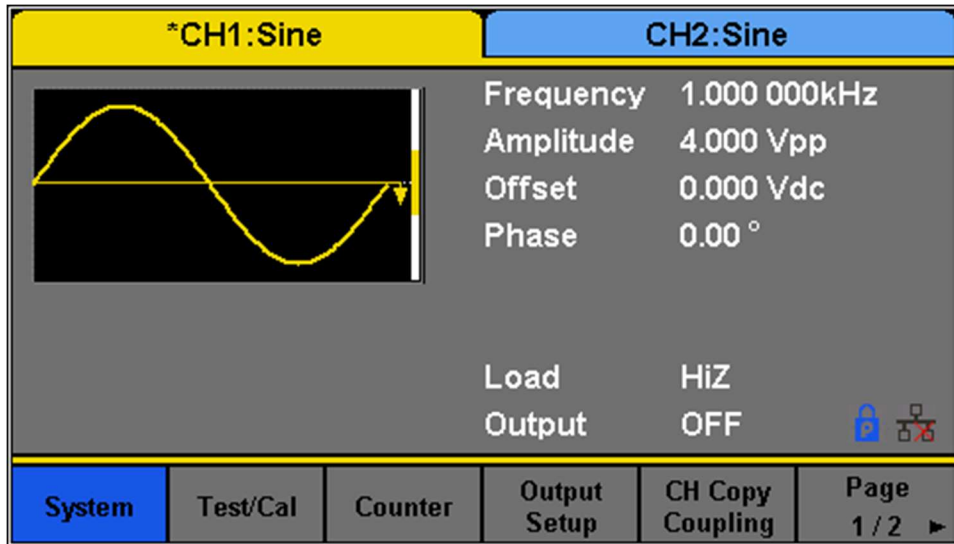 *CH1:Sine
CH2:Sine
Frequency 1.000 000kHz
Amplitude 4.000 Vpp
Offset 0.000 Vdc
Phase 0.00 °
Load HiZ
Output OFF
P
System
Test/Cal
Counter
Output
Setup
CH Copy
Coupling
Page
1 / 2 ►